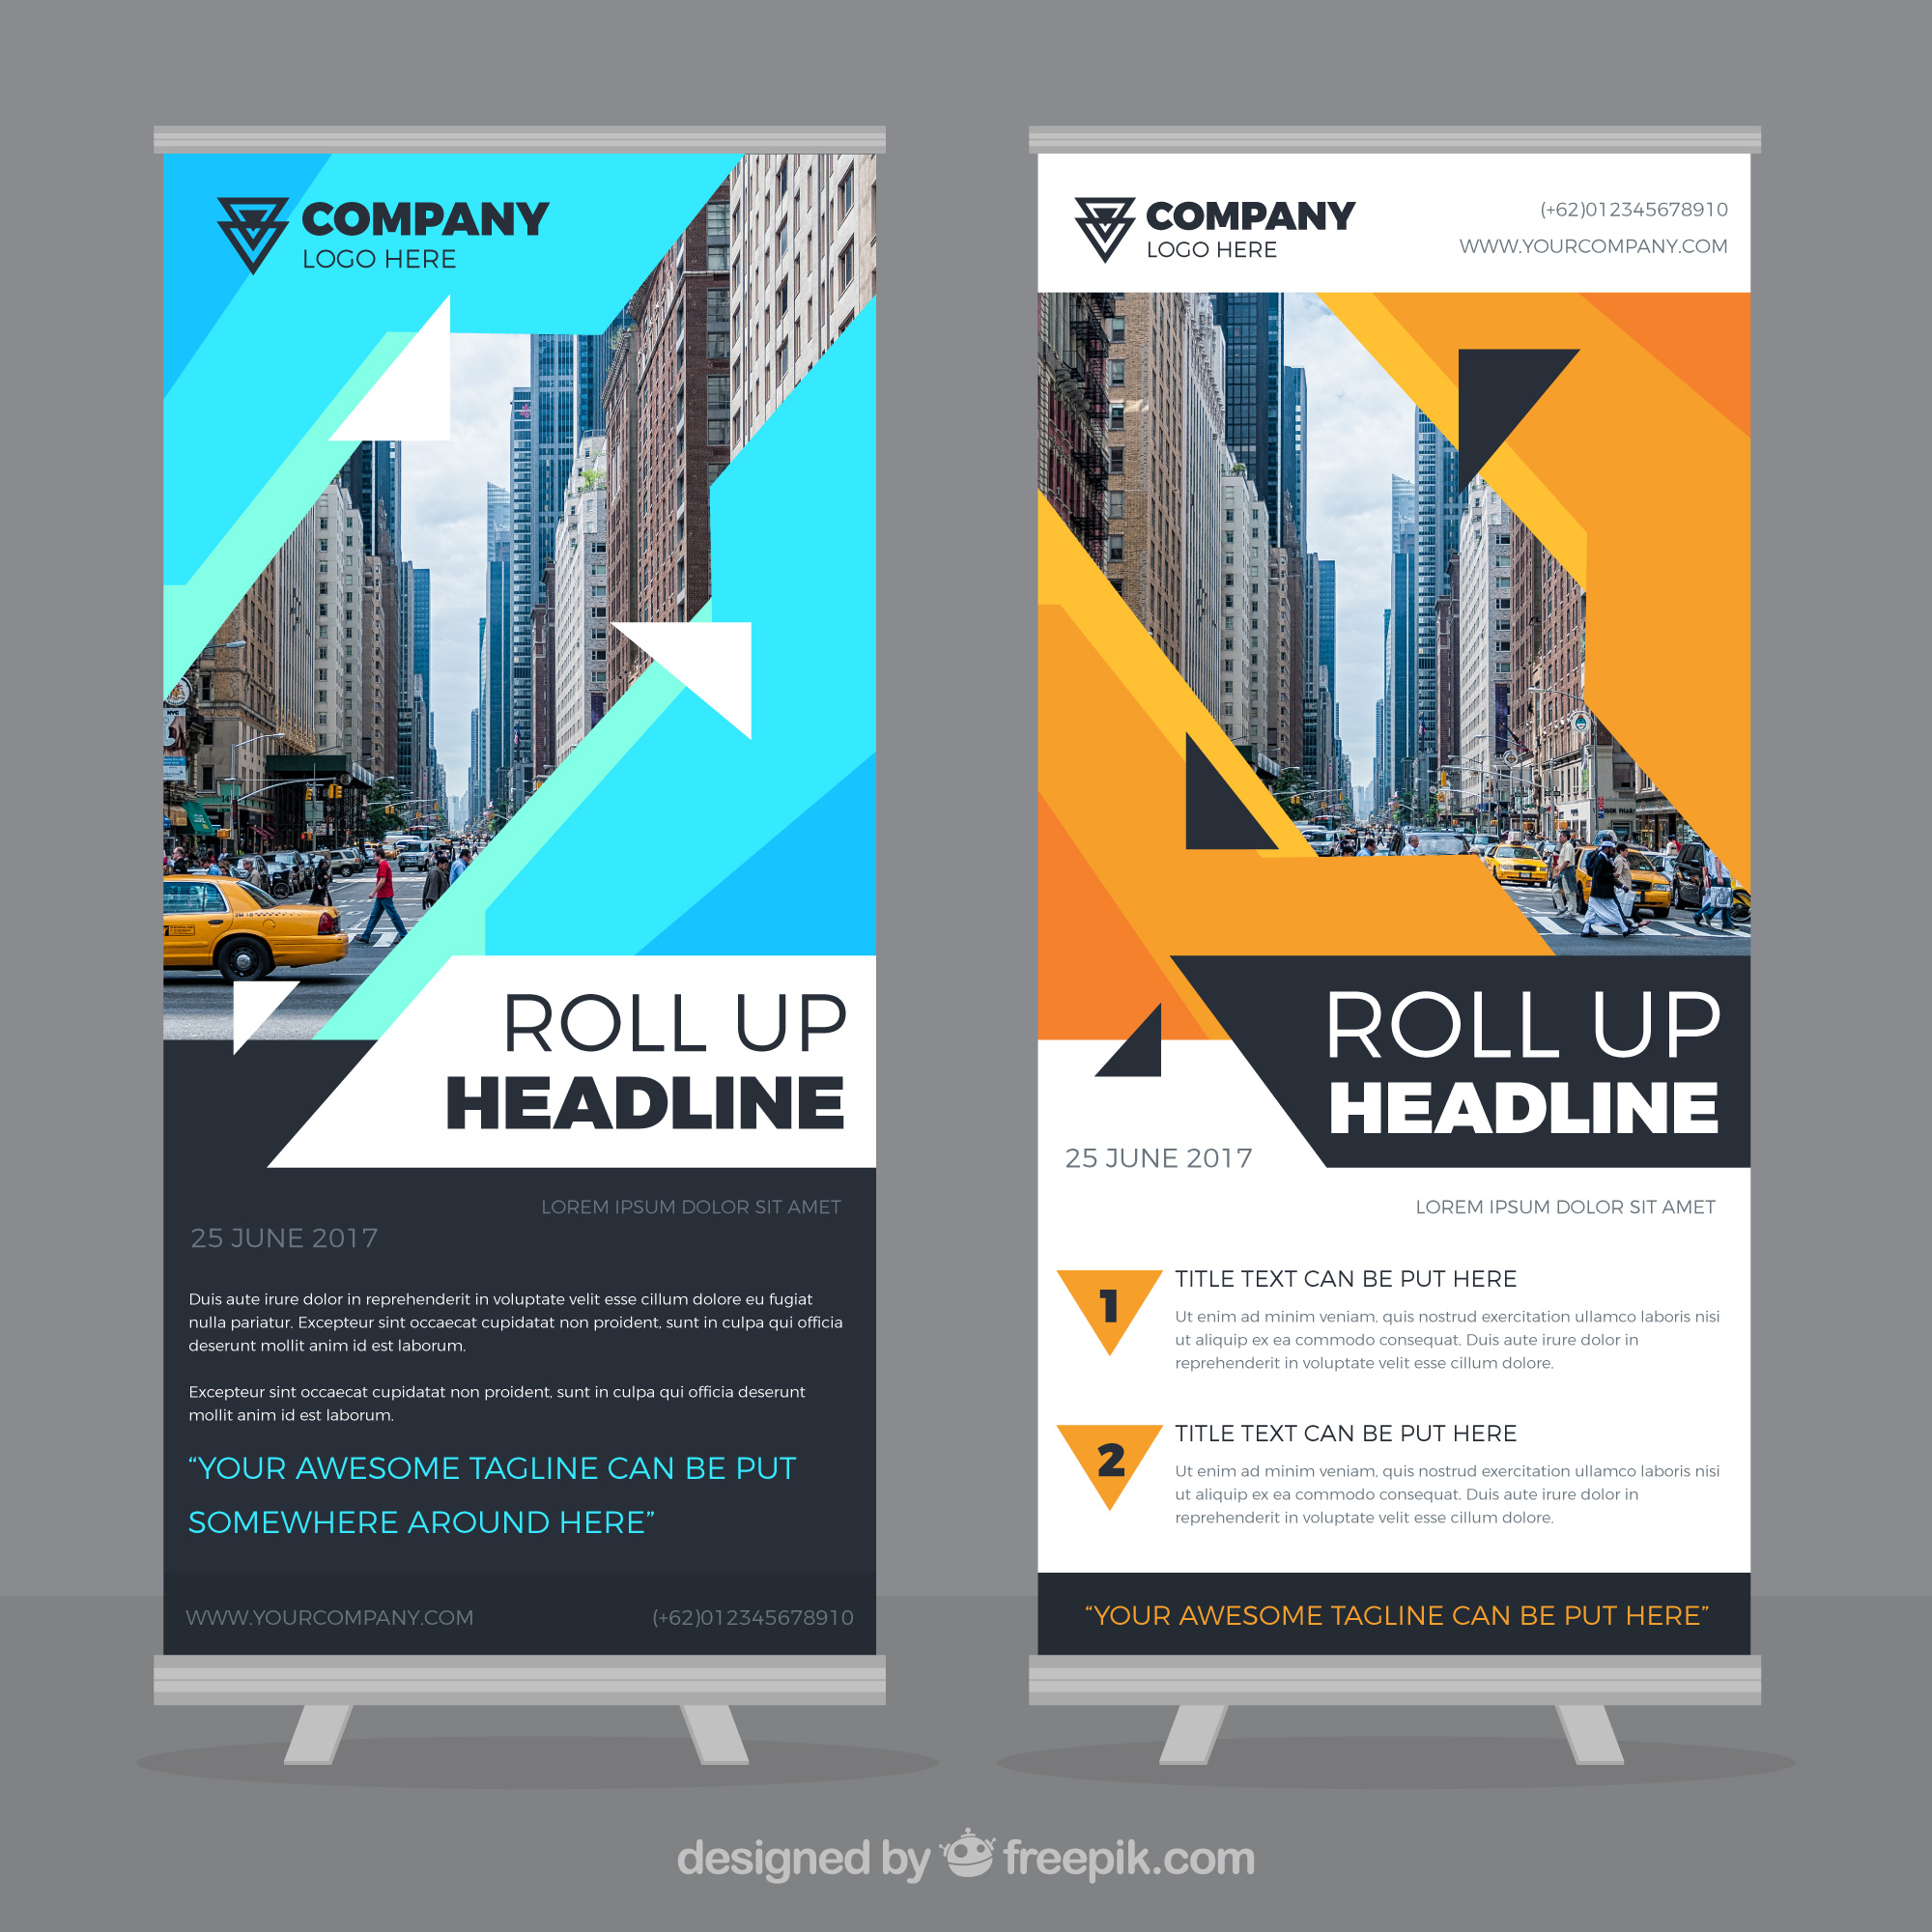 COMPANY
LOGO HERE
ROLL UP
HEADLINE
LOREM IPSUM DOLOR SIT AMET
25 JUNE 2017
Duis aute irure dolor in reprehenderit in voluptate velit esse cillum dolore eu fugiat
nulla pariatur. Excepteur sint occaecat cupidatat non proident, sunt in culpa qui officia
deserunt mollit anim id est laborum.
Excepteur sint occaecat cupidatat non proident, sunt in culpa qui officia deserunt
mollit anim id est laborum.
“YOUR AWESOME TAGLINE CAN BE PUT
SOMEWHERE AROUND HERE”
WWW.YOURCOMPANY.COM
(+62)012345678910
COMPANY
LOGO HERE
(+62)012345678910
WWW.YOURCOMPANY.COM
ROLL UP
HEADLINE
25 JUNE 2017
LOREM IPSUM DOLOR SIT AMET
1
TITLE TEXT CAN BE PUT HERE
Ut enim ad minim veniam, quis nostrud exercitation ullamco laboris nisi
ut aliquip ex ea commodo consequat. Duis aute irure dolor in
reprehenderit in voluptate velit esse cillum dolore.
2
TITLE TEXT CAN BE PUT HERE
Ut enim ad minim veniam, quis nostrud exercitation ullamco laboris nisi
ut aliquip ex ea commodo consequat. Duis aute irure dolor in
reprehenderit in voluptate velit esse cillum dolore.
“YOUR AWESOME TAGLINE CAN BE PUT HERE”
designed by freepik.com